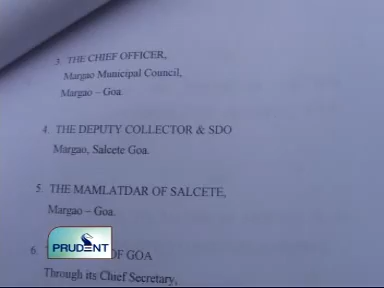 3. THE CHIEF OFFICER,
Margao Municipal Council,
Margao – Goa.
4. THE DEPUTY COLLECTOR & SDO
Margao, Salcete Goa.
5. THE MAMLATDAR OF SALCETE,
Margao – Goa.
6. OF GOA
PRUDENT
Through its Chief Secretary,